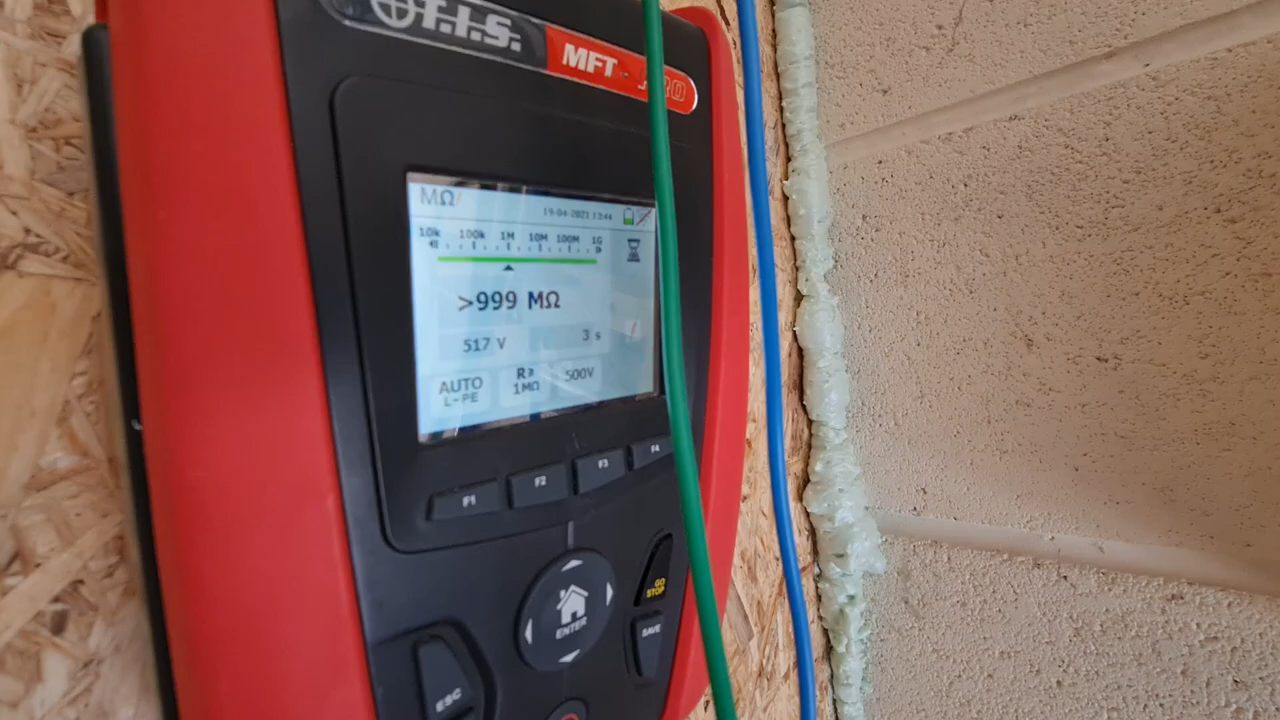 T.I.S.
MFT-PRO
MΩ
19-04-2021 13:44
10k 100k 1M 10M 100M 1G
>999 MΩ
517 V 3 s
AUTO L-PE
R≥ 1MΩ
500V
F1 F2 F3 F4
GO STOP
ENTER
SAVE
ESC